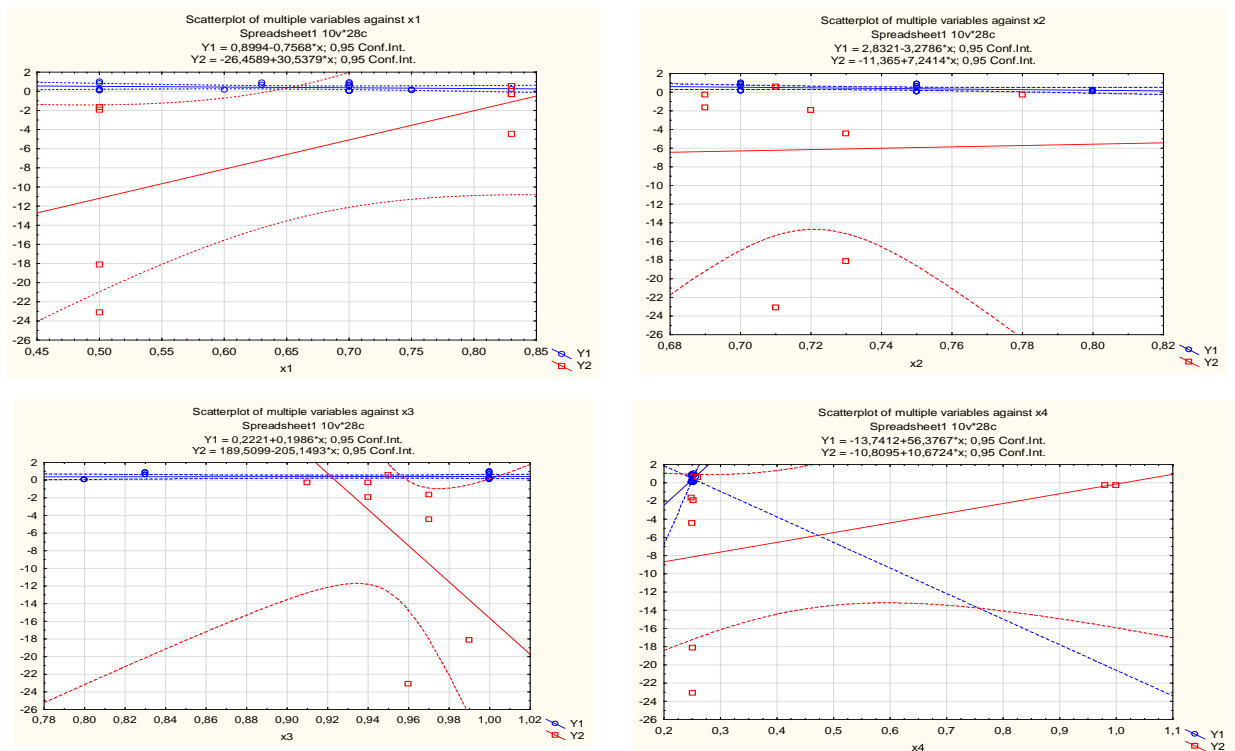 Scatterplot of multiple variables against x1
Spreadsheet1 10v*28c
Y1 = 0,8994-0,7568*x; 0,95 Conf.Int.
Y2 = -26,4589+30,5379*x; 0,95 Conf.Int.
2
0
-2
-4
-6
-8
-10
-12
-14
-16
-18
-20
-22
-24
-26
0,45 0,50 0,55 0,60 0,65 0,70 0,75 0,80 0,85
x1
Y1
Y2
Scatterplot of multiple variables against x2
Spreadsheet1 10v*28c
Y1 = 2,8321-3,2786*x; 0,95 Conf.Int.
Y2 = -11,365+7,2414*x; 0,95 Conf.Int.
2
0
-2
-4
-6
-8
-10
-12
-14
-16
-18
-20
-22
-24
-26
0,68 0,70 0,72 0,74 0,76 0,78 0,80 0,82
x2
Y1
Y2
Scatterplot of multiple variables against x3
Spreadsheet1 10v*28c
Y1 = 0,2221+0,1986*x; 0,95 Conf.Int.
Y2 = 189,5099-205,1493*x; 0,95 Conf.Int.
2
0
-2
-4
-6
-8
-10
-12
-14
-16
-18
-20
-22
-24
-26
0,78 0,80 0,82 0,84 0,86 0,88 0,90 0,92 0,94 0,96 0,98 1,00 1,02
x3
Y1
Y2
Scatterplot of multiple variables against x4
Spreadsheet1 10v*28c
Y1 = -13,7412+56,3767*x; 0,95 Conf.Int.
Y2 = -10,8095+10,6724*x; 0,95 Conf.Int.
2
0
-2
-4
-6
-8
-10
-12
-14
-16
-18
-20
-22
-24
-26
0,2 0,3 0,4 0,5 0,6 0,7 0,8 0,9 1,0 1,1
x4
Y1
Y2